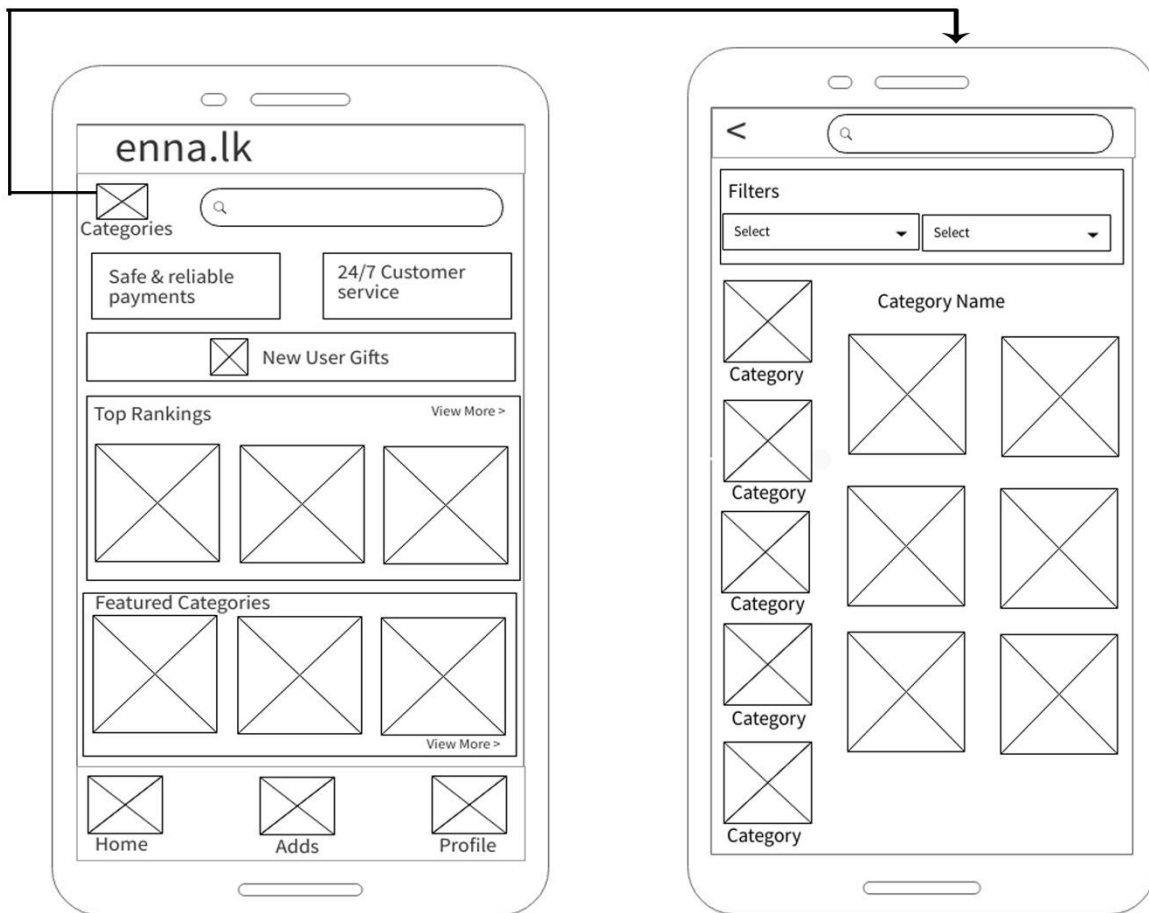 enna.lk
Categories
Safe & reliable
payments
24/7 Customer
service
New User Gifts
Top Rankings
View More >
Featured Categories
View More >
Home
Adds
Profile
<
Filters
Select
Select
Category Name
Category
Category
Category
Category
Category